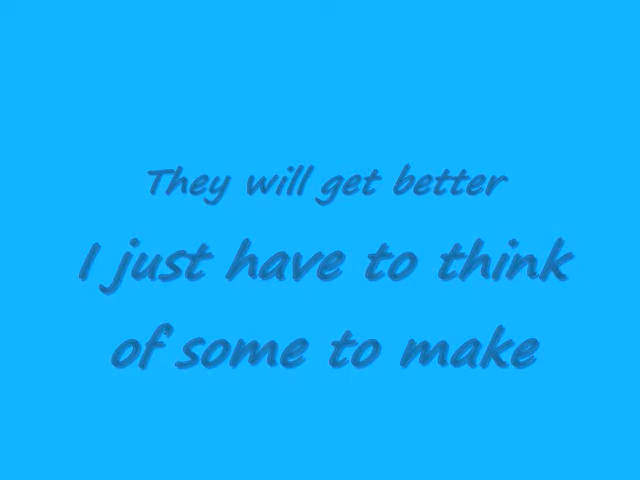 They will get better
I just have to think
of some to make